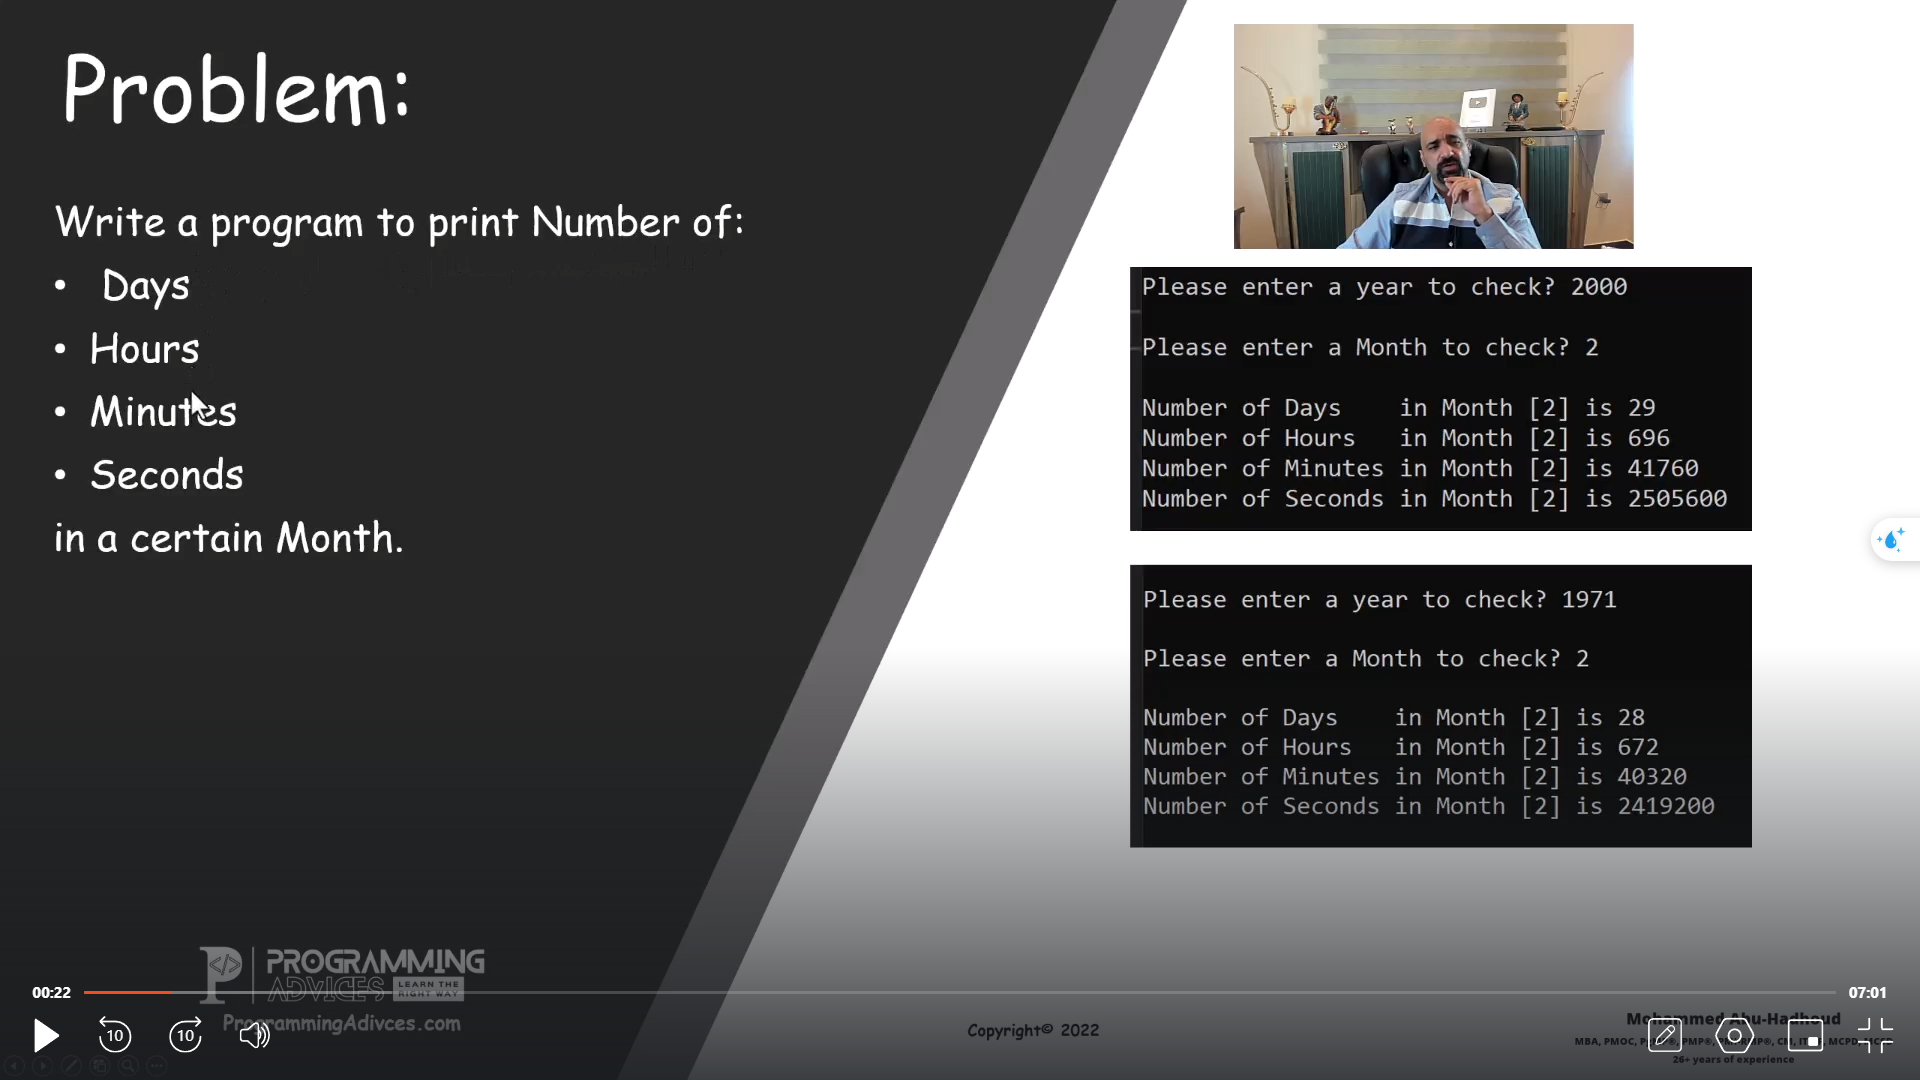 Problem:
Write a program to print Number of:
• Days
• Hours
• Minutes
• Seconds
in a certain Month.
Please enter a year to check? 2000
Please enter a Month to check? 2
Number of Days    in Month [2] is 29
Number of Hours   in Month [2] is 696
Number of Minutes in Month [2] is 41760
Number of Seconds in Month [2] is 2505600
Please enter a year to check? 1971
Please enter a Month to check? 2
Number of Days    in Month [2] is 28
Number of Hours   in Month [2] is 672
Number of Minutes in Month [2] is 40320
Number of Seconds in Month [2] is 2419200
PROGRAMMING
ADVICES LEARN THE RIGHT WAY
ProgrammingAdivces.com
00:22
07:01
10
10
Copyright© 2022
Mohammed Abu-Hadhoud
MBA, PMOC,
26+ years of experience